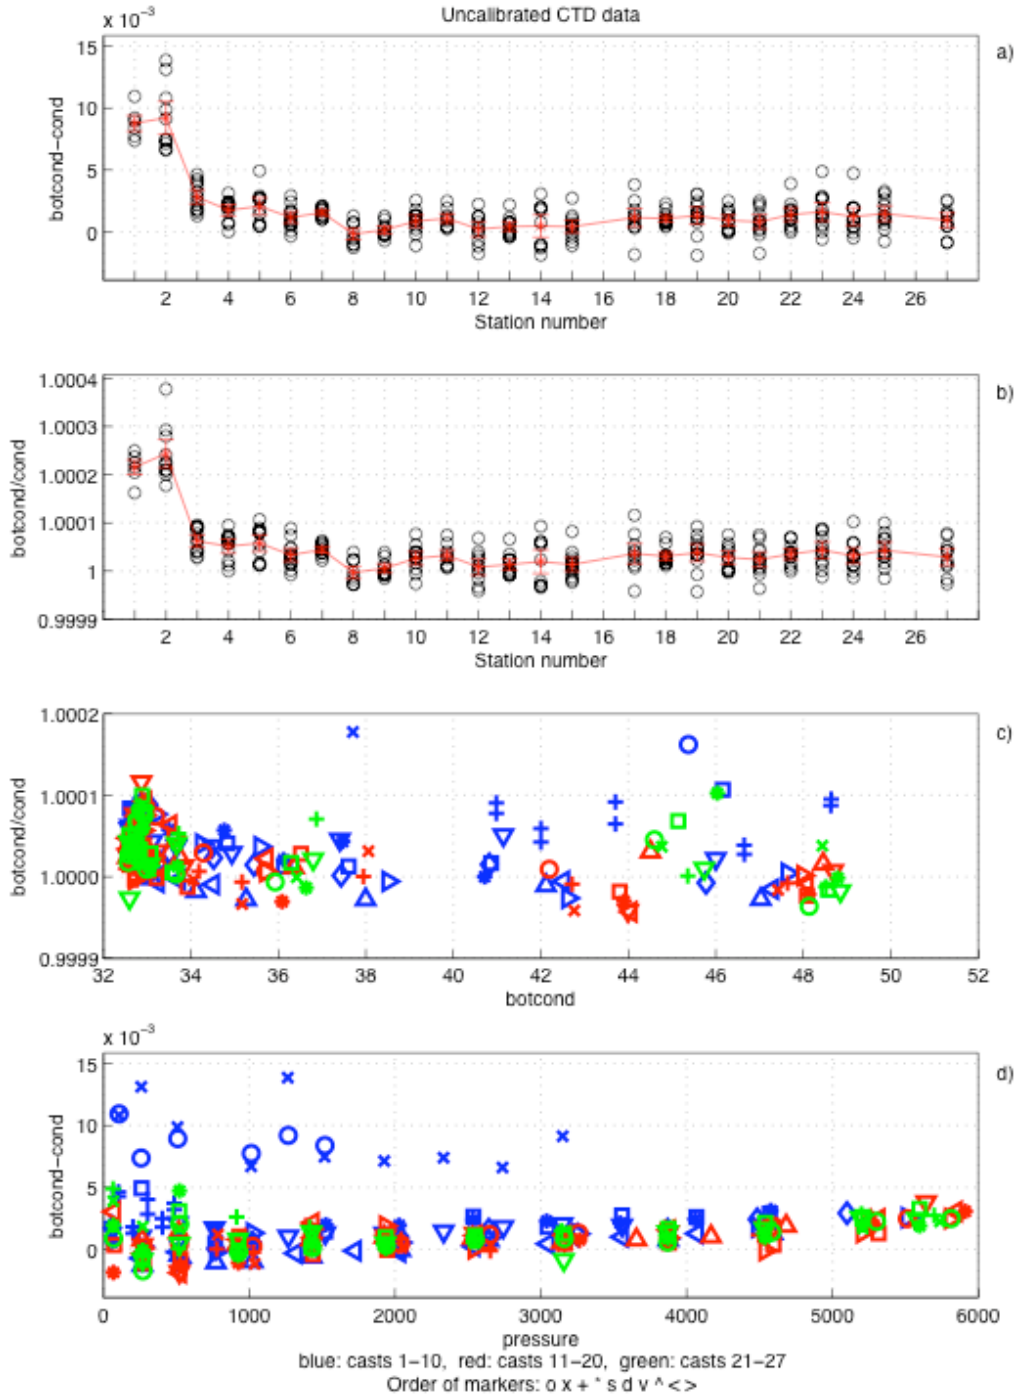 Uncalibrated CTD data
x 10⁻³
a)
15
10
5
0
botcond−cond
2 4 6 8 10 12 14 16 18 20 22 24 26
Station number
b)
1.0004
1.0003
1.0002
1.0001
1
0.9999
botcond/cond
2 4 6 8 10 12 14 16 18 20 22 24 26
Station number
c)
1.0002
1.0001
1.0000
0.9999
botcond/cond
32 34 36 38 40 42 44 46 48 50 52
botcond
x 10⁻³
d)
15
10
5
0
botcond−cond
0 1000 2000 3000 4000 5000 6000
pressure
blue: casts 1−10, red: casts 11−20, green: casts 21−27
Order of markers: o x + * s d v ^ < >